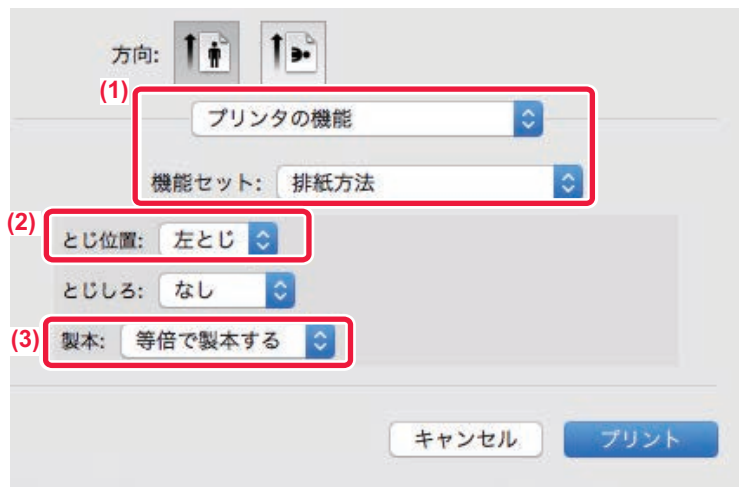 方向:
(1)
プリンタの機能
機能セット: 排紙方法
(2)
とじ位置: 左とじ
とじしろ: なし
(3) 製本: 等倍で製本する
キャンセル プリント